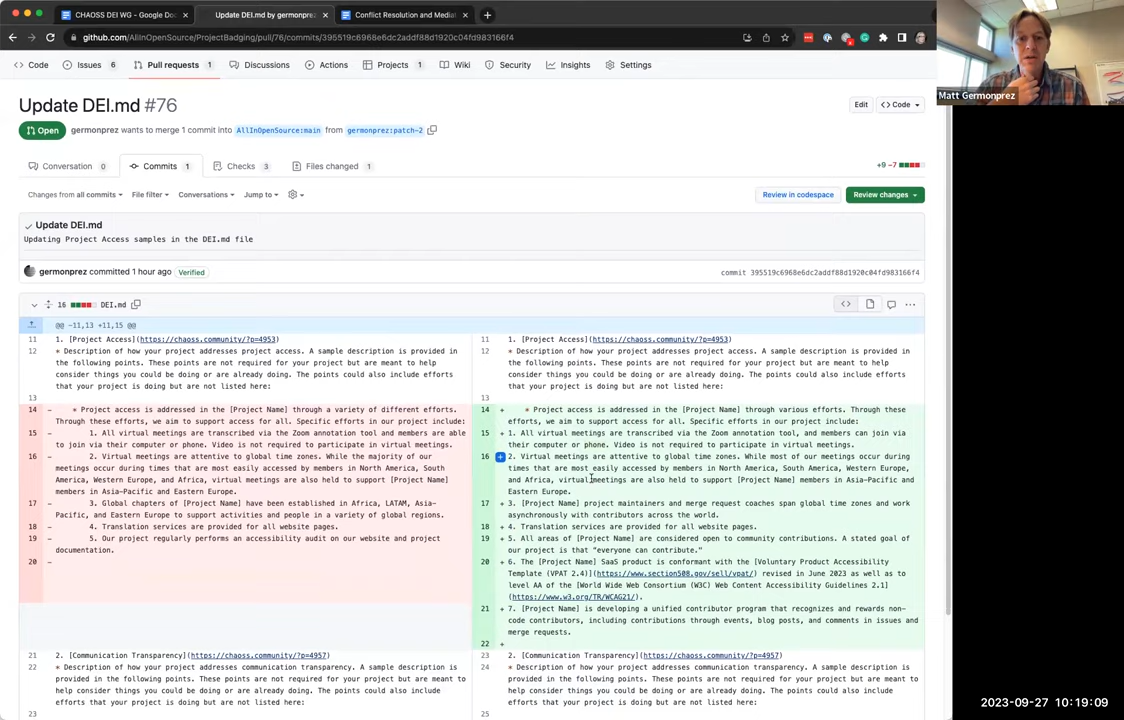 CHAOSS DEI WG - Google Doc
Update DEI.md by germonprez
Conflict Resolution and Mediat
github.com/AllInOpenSource/ProjectBadging/pull/76/commits/395519c6968e6dc2addf88d1920c04fd983166f4
Code
Issues 6
Pull requests 1
Discussions
Actions
Projects 1
Wiki
Security
Insights
Settings
Matt Germonprez
Update DEI.md #76
Edit
<> Code
Open
germonprez wants to merge 1 commit into AllInOpenSource:main from germonprez:patch-2
Conversation 0
Commits 1
Checks 3
Files changed 1
+9 −7
Changes from all commits
File filter
Conversations
Jump to
Review in codespace
Review changes
Update DEI.md
Updating Project Access samples in the DEI.md file
germonprez committed 1 hour ago Verified
commit 395519c6968e6dc2addf88d1920c04fd983166f4
16 DEI.md
@@ -11,13 +11,15 @@
11 1. [Project Access](https://chaoss.community/?p=4953)
12 * Description of how your project addresses project access. A sample description is provided in
the following points. These points are not required for your project but are meant to help
consider things you could be doing or are already doing. The points could also include efforts
that your project is doing but are not listed here:
13
14 − * Project access is addressed in the [Project Name] through a variety of different efforts.
Through these efforts, we aim to support access for all. Specific efforts in our project include:
15 − 1. All virtual meetings are transcribed via the Zoom annotation tool and members are able
to join via their computer or phone. Video is not required to participate in virtual meetings.
16 − 2. Virtual meetings are attentive to global time zones. While the majority of our
meetings occur during times that are most easily accessed by members in North America, South
America, Western Europe, and Africa, virtual meetings are also held to support [Project Name]
members in Asia-Pacific and Eastern Europe.
17 − 3. Global chapters of [Project Name] have been established in Africa, LATAM, Asia-
Pacific, and Eastern Europe to support activities and people in a variety of global regions.
18 − 4. Translation services are provided for all website pages.
19 − 5. Our project regularly performs an accessibility audit on our website and project
documentation.
20 −
21 2. [Communication Transparency](https://chaoss.community/?p=4957)
22 * Description of how your project addresses communication transparency. A sample description is
provided in the following points. These points are not required for your project but are meant to
help consider things you could be doing or are already doing. The points could also include
efforts that your project is doing but are not listed here:
23
11 1. [Project Access](https://chaoss.community/?p=4953)
12 * Description of how your project addresses project access. A sample description is provided in
the following points. These points are not required for your project but are meant to help
consider things you could be doing or are already doing. The points could also include efforts
that your project is doing but are not listed here:
13
14 + * Project access is addressed in the [Project Name] through various efforts. Through these
efforts, we aim to support access for all. Specific efforts in our project include:
15 + 1. All virtual meetings are transcribed via the Zoom annotation tool, and members can join via
their computer or phone. Video is not required to participate in virtual meetings.
16 + 2. Virtual meetings are attentive to global time zones. While most of our meetings occur during
times that are most easily accessed by members in North America, South America, Western Europe,
and Africa, virtual meetings are also held to support [Project Name] members in Asia-Pacific and
Eastern Europe.
17 + 3. [Project Name] project maintainers and merge request coaches span global time zones and work
asynchronously with contributors across the world.
18 + 4. Translation services are provided for all website pages.
19 + 5. All areas of [Project Name] are considered open to community contributions. A stated goal of
our project is that "everyone can contribute."
20 + 6. The [Project Name] SaaS product is conformant with the [Voluntary Product Accessibility
Template (VPAT 2.4)](https://www.section508.gov/sell/vpat/) revised in June 2023 as well as to
level AA of the [World Wide Web Consortium (W3C) Web Content Accessibility Guidelines 2.1]
(https://www.w3.org/TR/WCAG21/).
21 + 7. [Project Name] is developing a unified contributor program that recognizes and rewards non-
code contributors, including contributions through events, blog posts, and comments in issues and
merge requests.
22 +
23 2. [Communication Transparency](https://chaoss.community/?p=4957)
24 * Description of how your project addresses communication transparency. A sample description is
provided in the following points. These points are not required for your project but are meant to
help consider things you could be doing or are already doing. The points could also include
efforts that your project is doing but are not listed here:
25
2023-09-27 10:19:09